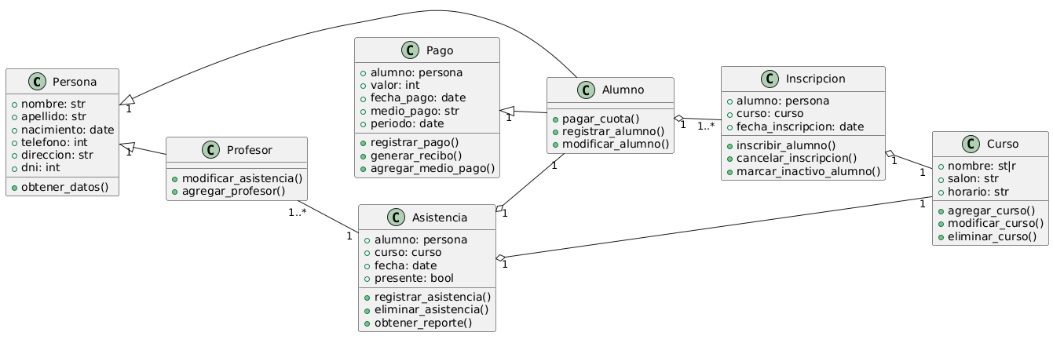 C Persona
nombre: str
apellido: str
nacimiento: date
telefono: int
direccion: str
dni: int
obtener_datos()
1
1
C Profesor
modificar_asistencia()
agregar_profesor()
1..*
1
C Pago
alumno: persona
valor: int
fecha_pago: date
medio_pago: str
periodo: date
registrar_pago()
generar_recibo()
agregar_medio_pago()
1
C Asistencia
alumno: persona
curso: curso
fecha: date
presente: bool
registrar_asistencia()
eliminar_asistencia()
obtener_reporte()
1
1
1
1
C Alumno
pagar_cuota()
registrar_alumno()
modificar_alumno()
1
1..*
C Inscripcion
alumno: persona
curso: curso
fecha_inscripcion: date
inscribir_alumno()
cancelar_inscripcion()
marcar_inactivo_alumno()
1
1
C Curso
nombre: st|r
salon: str
horario: str
agregar_curso()
modificar_curso()
eliminar_curso()